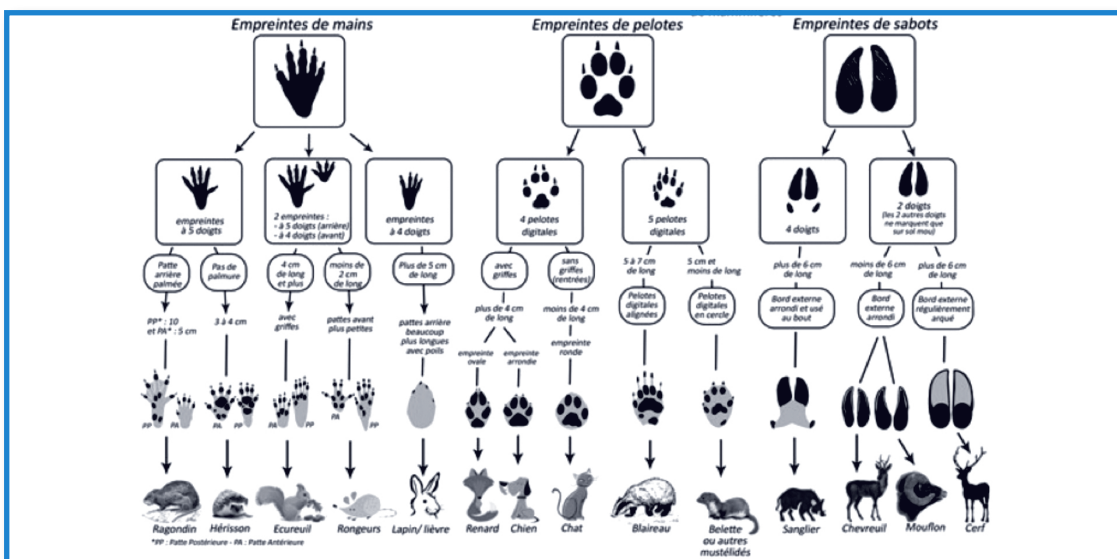 Empreintes de mains
Empreintes de pelotes
Empreintes de sabots
empreintes
à 5 doigts
2 empreintes :
- à 5 doigts (arrière)
- à 4 doigts (avant)
empreintes
à 4 doigts
4 pelotes
digitales
5 pelotes
digitales
4 doigts
2 doigts
(les 2 autres doigts
ne marquent que
sur sol mou)
Patte
arrière
palmée
Pas de
palmure
4 cm
de long
et plus
moins de
2 cm
de long
Plus de 5 cm
de long
avec
griffes
sans
griffes
(rentrées)
5 à 7 cm
de long
5 cm et
moins de long
plus de 6 cm
de long
moins de 6 cm
de long
plus de 6 cm
de long
PP* : 10
et PA* : 5 cm
3 à 4 cm
avec
griffes
pattes avant
plus petites
pattes arrière
beaucoup
plus longues
avec poils
plus de 4 cm
de long
moins de 4 cm
de long
Pelotes
digitales
alignées
Pelotes
digitales
en cercle
Bord externe
arrondi et usé
au bout
Bord
externe
arrondi
Bord externe
régulièrement
arqué
empreinte
ovale
empreinte
arrondie
empreinte
ronde
PP
PA
PA
PP
PA
PP
PA
PP
Ragondin
Hérisson
Ecureuil
Rongeurs
Lapin/ lièvre
Renard
Chien
Chat
Blaireau
Belette
ou autres
mustélidés
Sanglier
Chevreuil
Mouflon
Cerf
*PP : Patte Postérieure - PA : Patte Antérieure